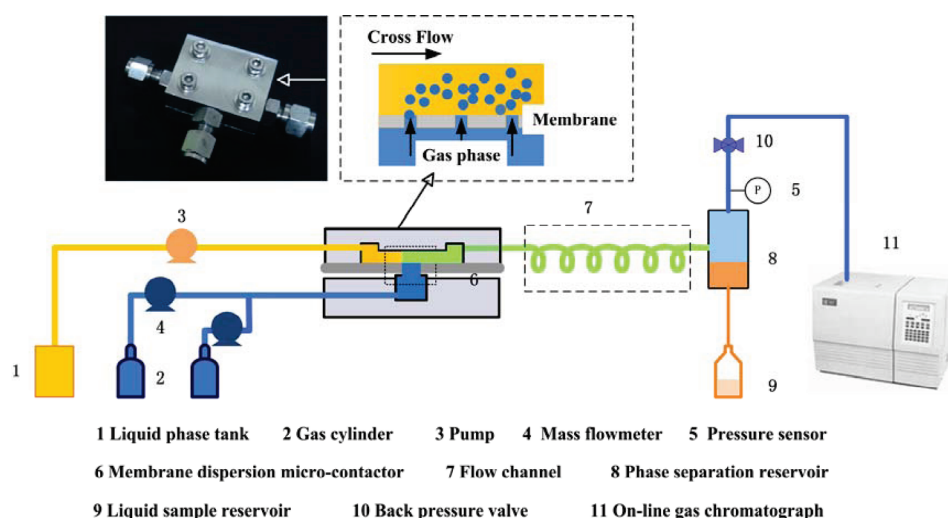 Cross Flow
Membrane
Gas phase
10
P
5
3
7
11
8
6
4
1
2
9
1 Liquid phase tank 2 Gas cylinder 3 Pump 4 Mass flowmeter 5 Pressure sensor
6 Membrane dispersion micro-contactor 7 Flow channel 8 Phase separation reservoir
9 Liquid sample reservoir 10 Back pressure valve 11 On-line gas chromatograph